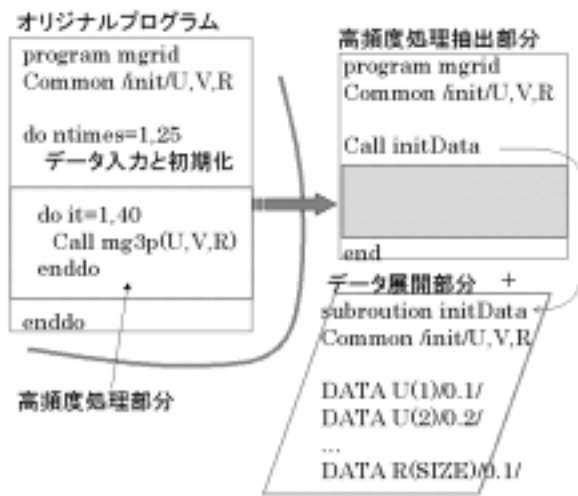 オリジナルプログラム
program mgrid
Common /init/U,V,R
do ntimes=1,25
データ入力と初期化
do it=1,40
Call mg3p(U,V,R)
enddo
enddo
高頻度処理部分
高頻度処理抽出部分
program mgrid
Common /init/U,V,R
Call initData
end
データ展開部分 +
subroution initData
Common /init/U,V,R
DATA U(1)/0.1/
DATA U(2)/0.2/
...
DATA R(SIZE)/0.1/